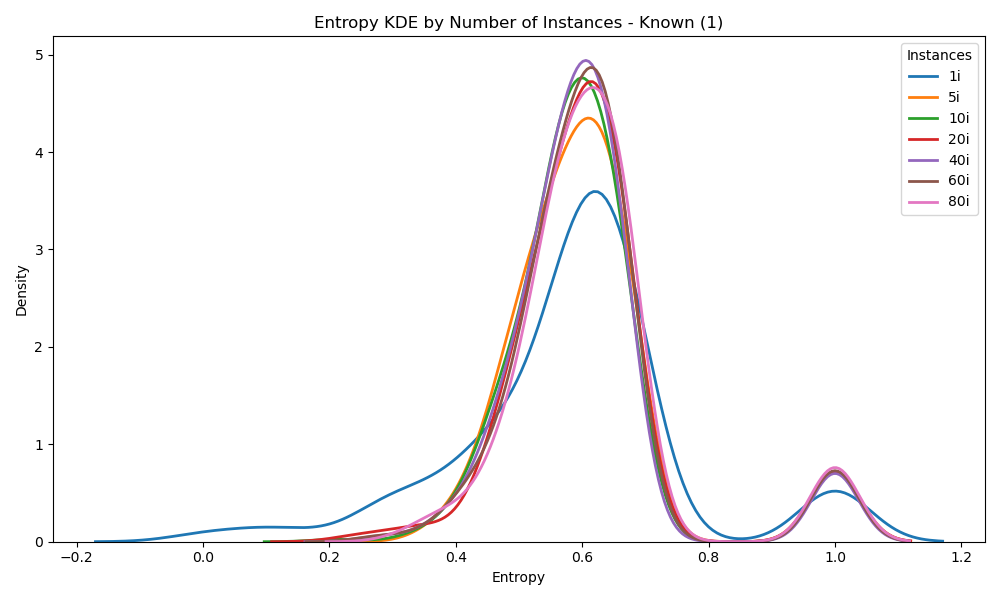 Entropy KDE by Number of Instances - Known (1)
Instances
1i
5i
10i
20i
40i
60i
80i
Density
5
4
3
2
1
0
−0.2 0.0 0.2 0.4 0.6 0.8 1.0 1.2
Entropy